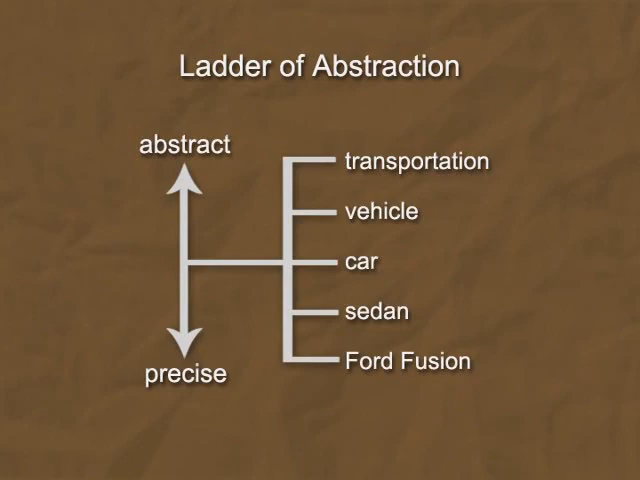 Ladder of Abstraction
abstract
transportation
vehicle
car
sedan
Ford Fusion
precise